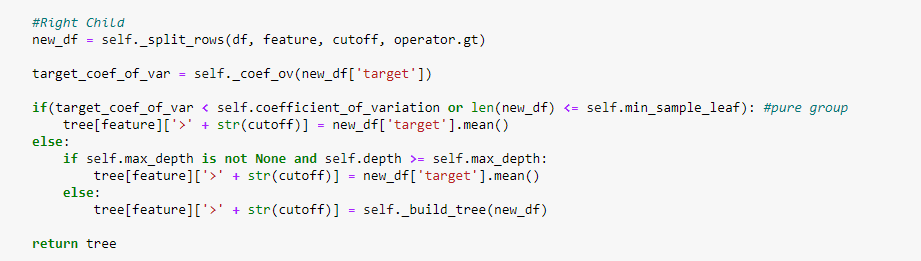 #Right Child
new_df = self._split_rows(df, feature, cutoff, operator.gt)
target_coef_of_var = self._coef_ov(new_df['target'])
if(target_coef_of_var < self.coefficient_of_variation or len(new_df) <= self.min_sample_leaf): #pure group
    tree[feature]['>' + str(cutoff)] = new_df['target'].mean()
else:
    if self.max_depth is not None and self.depth >= self.max_depth:
        tree[feature]['>' + str(cutoff)] = new_df['target'].mean()
    else:
        tree[feature]['>' + str(cutoff)] = self._build_tree(new_df)
return tree